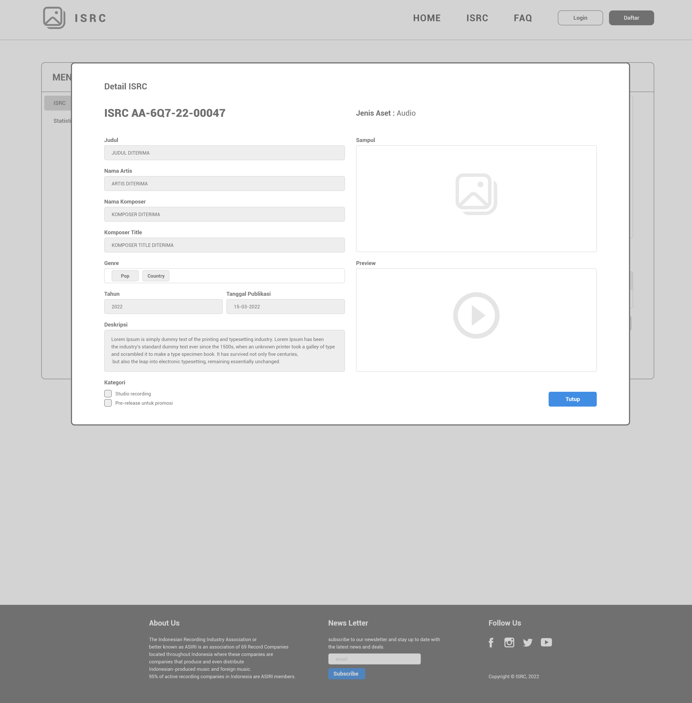 ISRC
HOME ISRC FAQ Login Daftar
MEN
ISRC
Statisti
Detail ISRC
ISRC AA-6Q7-22-00047
Jenis Aset : Audio
Judul
JUDUL DITERIMA
Nama Artis
ARTIS DITERIMA
Nama Komposer
KOMPOSER DITERIMA
Komposer Title
KOMPOSER TITLE DITERIMA
Genre
Pop Country
Tahun Tanggal Publikasi
2022 15-03-2022
Deskripsi
Lorem Ipsum is simply dummy text of the printing and typesetting industry. Lorem Ipsum has been
the industry's standard dummy text ever since the 1500s, when an unknown printer took a galley of type
and scrambled it to make a type specimen book. It has survived not only five centuries,
but also the leap into electronic typesetting, remaining essentially unchanged.
Kategori
Studio recording
Pre-release untuk promosi
Sampul
Preview
Tutup
About Us
The Indonesian Recording Industry Association or
better known as ASIRI is an association of 69 Record Companies
located throughout Indonesia where these companies are
companies that produce and even distribute
Indonesian-produced music and foreign music.
95% of active recording companies in Indonesia are ASIRI members.
News Letter
subscribe to our newsletter and stay up to date with
the latest news and deals.
Subscribe
Follow Us
Copyright © ISRC, 2022